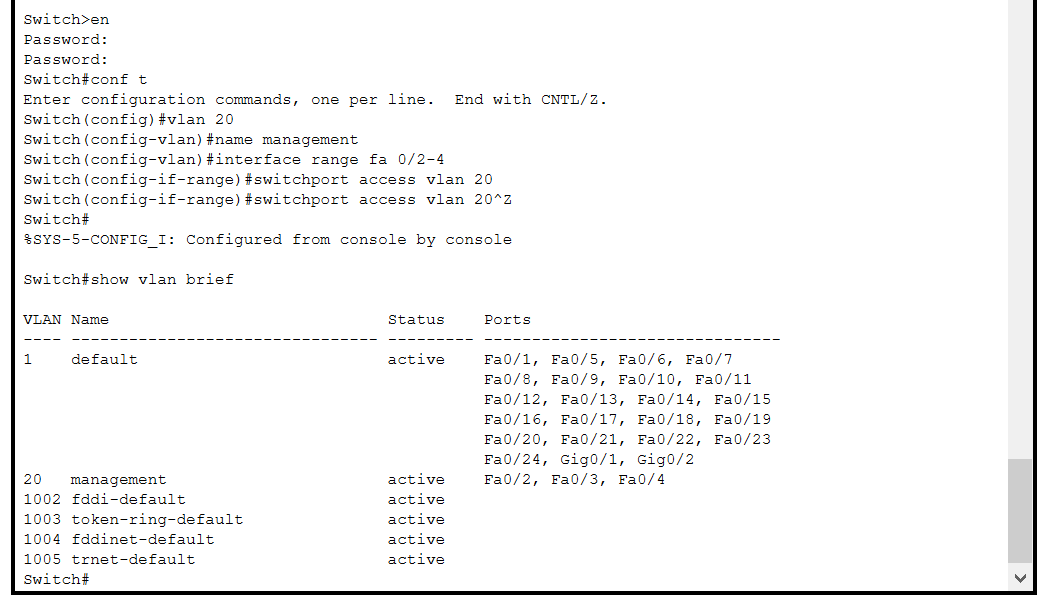 Switch>en
Password:
Password:
Switch#conf t
Enter configuration commands, one per line.  End with CNTL/Z.
Switch(config)#vlan 20
Switch(config-vlan)#name management
Switch(config-vlan)#interface range fa 0/2-4
Switch(config-if-range)#switchport access vlan 20
Switch(config-if-range)#switchport access vlan 20^Z
Switch#
%SYS-5-CONFIG_I: Configured from console by console
Switch#show vlan brief
VLAN Name                             Status    Ports
---- -------------------------------- --------- -------------------------------
1    default                          active    Fa0/1, Fa0/5, Fa0/6, Fa0/7
                                                Fa0/8, Fa0/9, Fa0/10, Fa0/11
                                                Fa0/12, Fa0/13, Fa0/14, Fa0/15
                                                Fa0/16, Fa0/17, Fa0/18, Fa0/19
                                                Fa0/20, Fa0/21, Fa0/22, Fa0/23
                                                Fa0/24, Gig0/1, Gig0/2
20   management                       active    Fa0/2, Fa0/3, Fa0/4
1002 fddi-default                     active
1003 token-ring-default               active
1004 fddinet-default                  active
1005 trnet-default                    active
Switch#